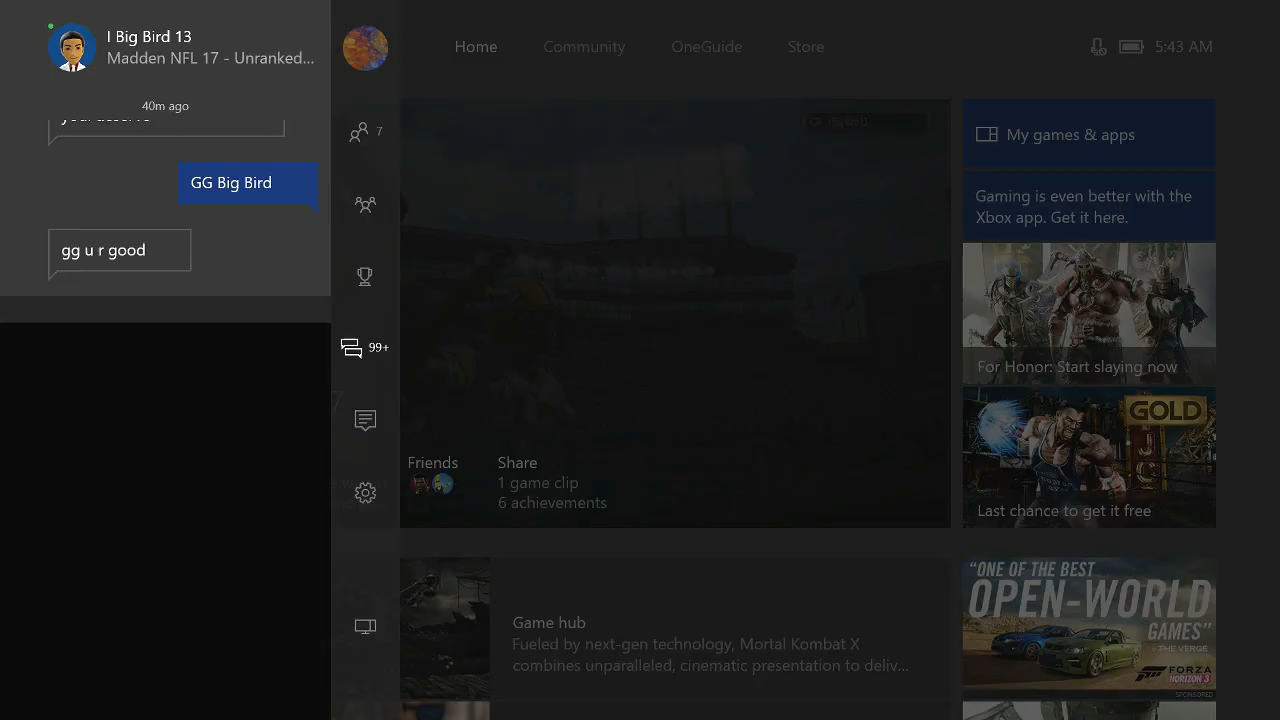 I Big Bird 13
Madden NFL 17 - Unranked...
40m ago
GG Big Bird
gg u r good
7
99+
Home
Community
OneGuide
Store
5:43 AM
Friends
Share
1 game clip
6 achievements
My games & apps
Gaming is even better with the
Xbox app. Get it here.
For Honor: Start slaying now
GOLD
Last chance to get it free
Game hub
Fueled by next-gen technology, Mortal Kombat X
combines unparalleled, cinematic presentation to deliv...
“ONE OF THE BEST
OPEN-WORLD
GAMES”
- THE VERGE
FORZA
HORIZON 3
SPONSORED